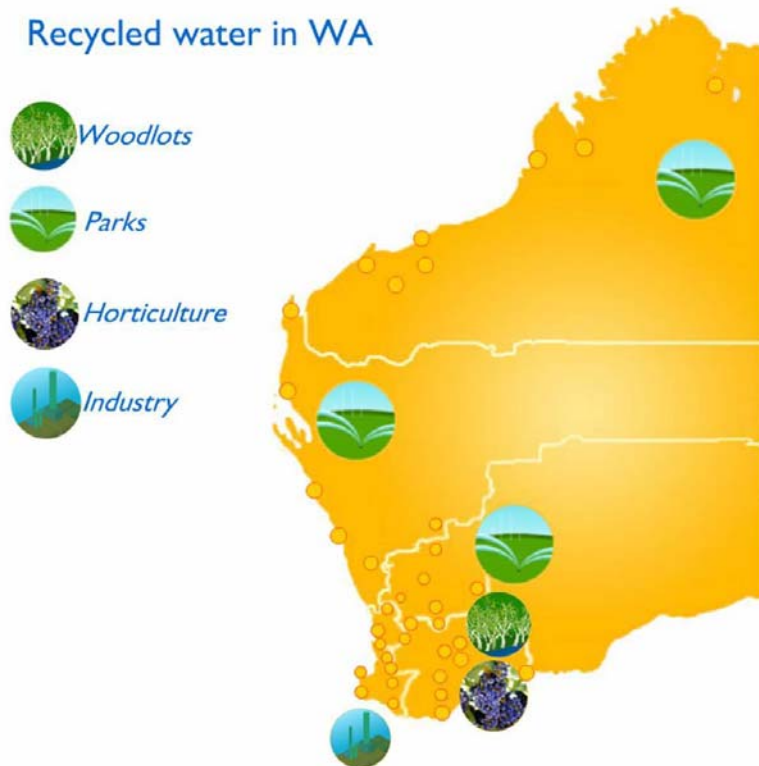 Recycled water in WA
Woodlots
Parks
Horticulture
Industry